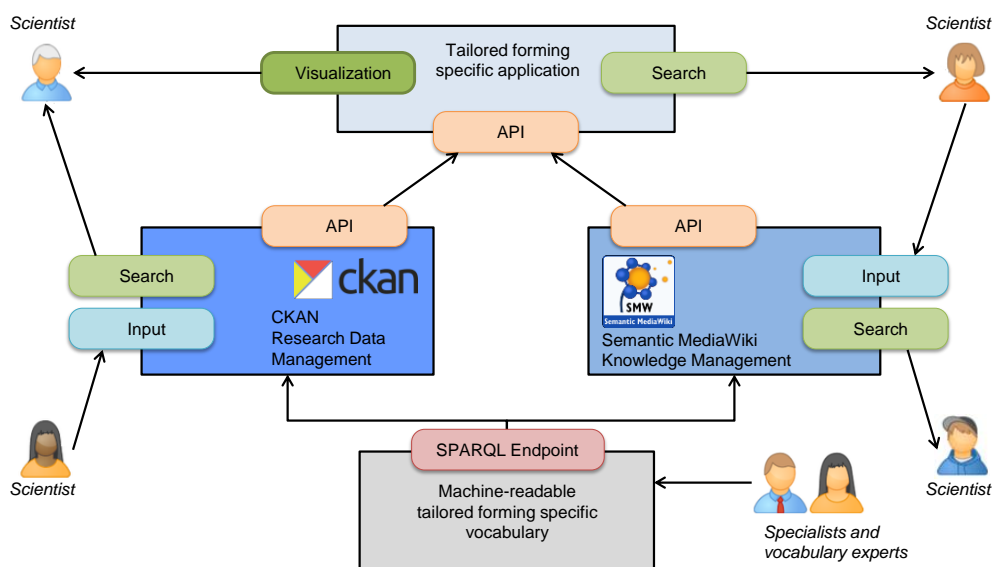 Scientist
Scientist
Tailored forming
specific application
Visualization
Search
API
API
API
Search
ckan
Input
SMW
Semantic MediaWiki
Input
CKAN
Research Data
Management
Semantic MediaWiki
Knowledge Management
Search
SPARQL Endpoint
Scientist
Scientist
Machine-readable
tailored forming specific
vocabulary
Specialists and
vocabulary experts